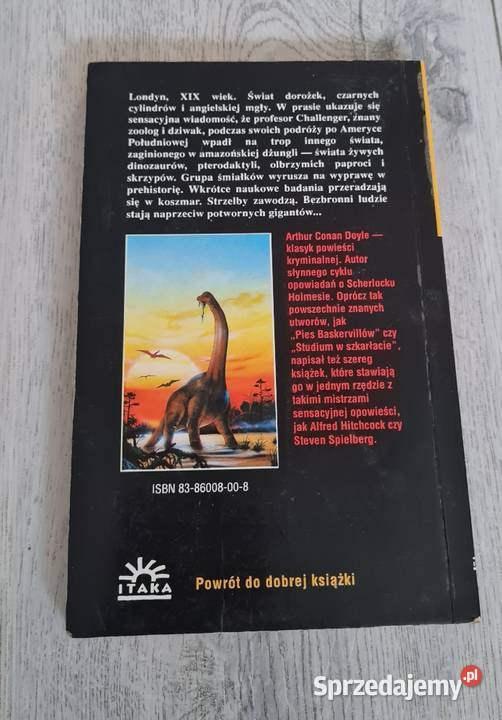 Londyn, XIX wiek. Świat dorożek, czarnych
cylindrów i angielskiej mgły. W prasie ukazuje się
sensacyjna wiadomość, że profesor Challenger, znany
zoolog i dziwak, podczas swoich podróży po Ameryce
Południowej wpadł na trop innego świata,
zaginionego w amazońskiej dżungli — świata żywych
dinozaurów, pterodaktyli, olbrzymich paproci i
skrzypów. Grupa śmiałków wyrusza na wyprawę w
prehistorię. Wkrótce naukowe badania przeradzają
się w koszmar. Strzelby zawodzą. Bezbronni ludzie
stają naprzeciw potwornych gigantów...
Arthur Conan Doyle —
klasyk powieści
kryminalnej. Autor
słynnego cyklu
opowiadań o Scherlocku
Holmesie. Oprócz tak
powszechnie znanych
utworów, jak
„Pies Baskervillów” czy
„Studium w szkarłacie”,
napisał też szereg
książek, które stawiają
go w jednym rzędzie z
takimi mistrzami
sensacyjnej opowieści,
jak Alfred Hitchcock czy
Steven Spielberg.
ISBN 83-86008-00-8
ITAKA
Powrót do dobrej książki
Sprzedajemy.pl